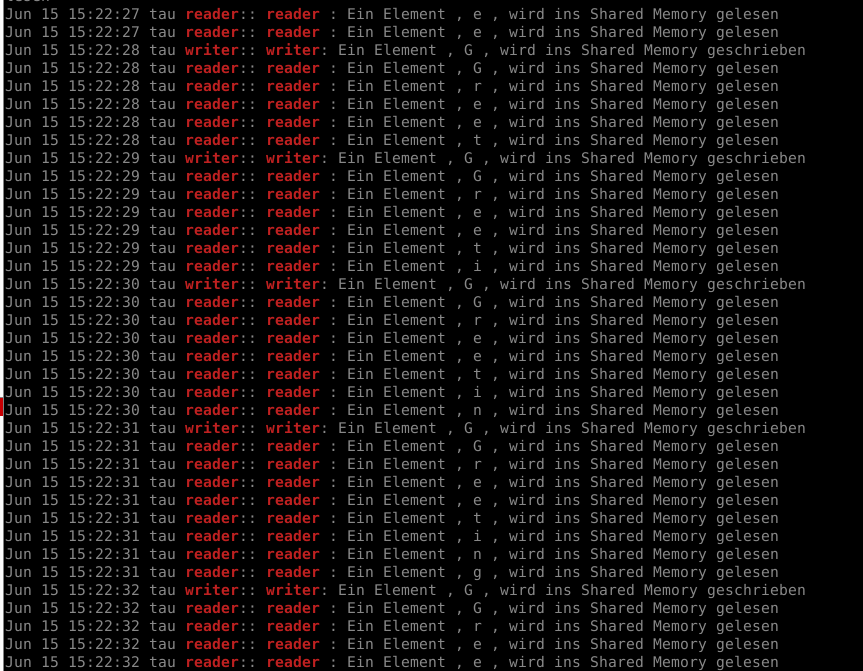 Jun 15 15:22:27 tau reader:: reader : Ein Element , e , wird ins Shared Memory gelesen
Jun 15 15:22:27 tau reader:: reader : Ein Element , e , wird ins Shared Memory gelesen
Jun 15 15:22:28 tau writer:: writer: Ein Element , G , wird ins Shared Memory geschrieben
Jun 15 15:22:28 tau reader:: reader : Ein Element , G , wird ins Shared Memory gelesen
Jun 15 15:22:28 tau reader:: reader : Ein Element , r , wird ins Shared Memory gelesen
Jun 15 15:22:28 tau reader:: reader : Ein Element , e , wird ins Shared Memory gelesen
Jun 15 15:22:28 tau reader:: reader : Ein Element , e , wird ins Shared Memory gelesen
Jun 15 15:22:28 tau reader:: reader : Ein Element , t , wird ins Shared Memory gelesen
Jun 15 15:22:29 tau writer:: writer: Ein Element , G , wird ins Shared Memory geschrieben
Jun 15 15:22:29 tau reader:: reader : Ein Element , G , wird ins Shared Memory gelesen
Jun 15 15:22:29 tau reader:: reader : Ein Element , r , wird ins Shared Memory gelesen
Jun 15 15:22:29 tau reader:: reader : Ein Element , e , wird ins Shared Memory gelesen
Jun 15 15:22:29 tau reader:: reader : Ein Element , e , wird ins Shared Memory gelesen
Jun 15 15:22:29 tau reader:: reader : Ein Element , t , wird ins Shared Memory gelesen
Jun 15 15:22:29 tau reader:: reader : Ein Element , i , wird ins Shared Memory gelesen
Jun 15 15:22:30 tau writer:: writer: Ein Element , G , wird ins Shared Memory geschrieben
Jun 15 15:22:30 tau reader:: reader : Ein Element , G , wird ins Shared Memory gelesen
Jun 15 15:22:30 tau reader:: reader : Ein Element , r , wird ins Shared Memory gelesen
Jun 15 15:22:30 tau reader:: reader : Ein Element , e , wird ins Shared Memory gelesen
Jun 15 15:22:30 tau reader:: reader : Ein Element , e , wird ins Shared Memory gelesen
Jun 15 15:22:30 tau reader:: reader : Ein Element , t , wird ins Shared Memory gelesen
Jun 15 15:22:30 tau reader:: reader : Ein Element , i , wird ins Shared Memory gelesen
Jun 15 15:22:30 tau reader:: reader : Ein Element , n , wird ins Shared Memory gelesen
Jun 15 15:22:31 tau writer:: writer: Ein Element , G , wird ins Shared Memory geschrieben
Jun 15 15:22:31 tau reader:: reader : Ein Element , G , wird ins Shared Memory gelesen
Jun 15 15:22:31 tau reader:: reader : Ein Element , r , wird ins Shared Memory gelesen
Jun 15 15:22:31 tau reader:: reader : Ein Element , e , wird ins Shared Memory gelesen
Jun 15 15:22:31 tau reader:: reader : Ein Element , e , wird ins Shared Memory gelesen
Jun 15 15:22:31 tau reader:: reader : Ein Element , t , wird ins Shared Memory gelesen
Jun 15 15:22:31 tau reader:: reader : Ein Element , i , wird ins Shared Memory gelesen
Jun 15 15:22:31 tau reader:: reader : Ein Element , n , wird ins Shared Memory gelesen
Jun 15 15:22:31 tau reader:: reader : Ein Element , g , wird ins Shared Memory gelesen
Jun 15 15:22:32 tau writer:: writer: Ein Element , G , wird ins Shared Memory geschrieben
Jun 15 15:22:32 tau reader:: reader : Ein Element , G , wird ins Shared Memory gelesen
Jun 15 15:22:32 tau reader:: reader : Ein Element , r , wird ins Shared Memory gelesen
Jun 15 15:22:32 tau reader:: reader : Ein Element , e , wird ins Shared Memory gelesen
Jun 15 15:22:32 tau reader:: reader : Ein Element , e , wird ins Shared Memory gelesen